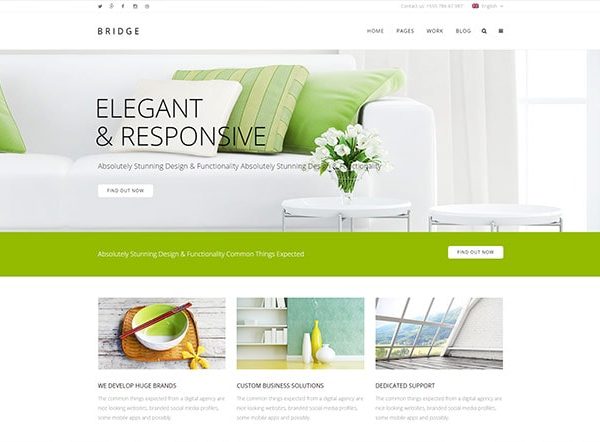 Contact us: +555 786 62 987 English
BRIDGE
HOME PAGES WORK BLOG
ELEGANT
& RESPONSIVE
Absolutely Stunning Design & Functionality Absolutely Stunning Design & Functionality
FIND OUT NOW
Absolutely Stunning Design & Functionality Common Things Expected
FIND OUT NOW
WE DEVELOP HUGE BRANDS
The common things expected from a digital agency are
nice looking websites, branded social media profiles,
some mobile apps and possibly.
CUSTOM BUSINESS SOLUTIONS
The common things expected from a digital agency are
nice looking websites, branded social media profiles,
some mobile apps and possibly.
DEDICATED SUPPORT
The common things expected from a digital agency are
nice looking websites, branded social media profiles,
some mobile apps and possibly.